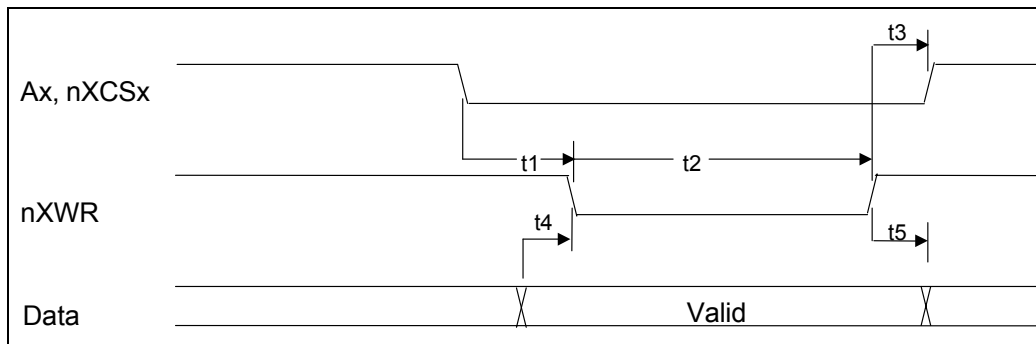 t3
Ax, nXCSx
t1
t2
nXWR
t4
t5
Data
Valid